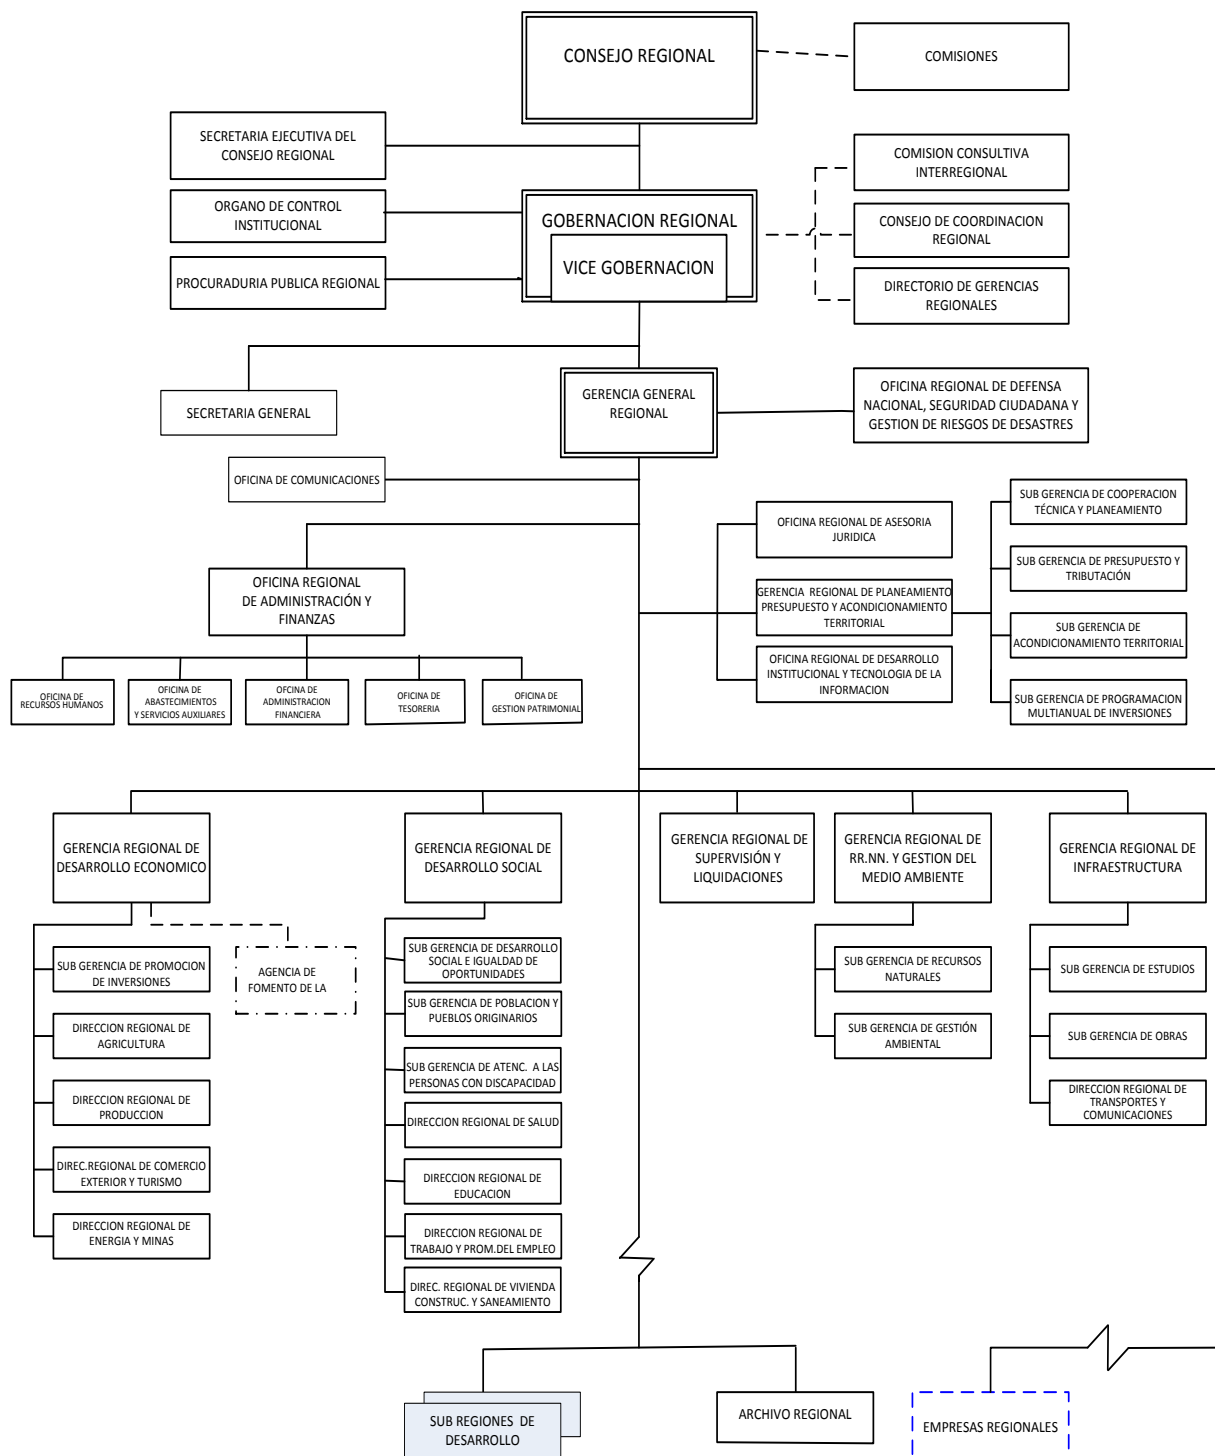 CONSEJO REGIONAL
COMISIONES
SECRETARIA EJECUTIVA DEL
CONSEJO REGIONAL
COMISION CONSULTIVA
INTERREGIONAL
ORGANO DE CONTROL
INSTITUCIONAL
GOBERNACION REGIONAL
VICE GOBERNACION
CONSEJO DE COORDINACION
REGIONAL
PROCURADURIA PUBLICA REGIONAL
DIRECTORIO DE GERENCIAS
REGIONALES
SECRETARIA GENERAL
GERENCIA GENERAL
REGIONAL
OFICINA REGIONAL DE DEFENSA
NACIONAL, SEGURIDAD CIUDADANA Y
GESTION DE RIESGOS DE DESASTRES
OFICINA DE COMUNICACIONES
OFICINA REGIONAL DE ASESORIA
JURIDICA
SUB GERENCIA DE COOPERACION
TÉCNICA Y PLANEAMIENTO
OFICINA REGIONAL
DE ADMINISTRACIÓN Y
FINANZAS
GERENCIA  REGIONAL DE PLANEAMIENTO
PRESUPUESTO Y ACONDICIONAMIENTO
TERRITORIAL
SUB GERENCIA DE PRESUPUESTO Y
TRIBUTACIÓN
SUB GERENCIA DE
ACONDICIONAMIENTO TERRITORIAL
OFICINA REGIONAL DE DESARROLLO
INSTITUCIONAL Y TECNOLOGIA DE LA
INFORMACION
SUB GERENCIA DE PROGRAMACION
MULTIANUAL DE INVERSIONES
OFICINA DE
RECURSOS HUMANOS
OFICINA DE
ABASTECIMIENTOS
Y SERVICIOS AUXILIARES
OFCINA DE
ADMINISTRACION
FINANCIERA
OFICINA DE
TESORERIA
OFICINA DE
GESTION PATRIMONIAL
GERENCIA REGIONAL DE
DESARROLLO ECONOMICO
GERENCIA REGIONAL DE
DESARROLLO SOCIAL
GERENCIA REGIONAL DE
SUPERVISIÓN Y
LIQUIDACIONES
GERENCIA REGIONAL DE
RR.NN. Y GESTION DEL
MEDIO AMBIENTE
GERENCIA REGIONAL DE
INFRAESTRUCTURA
SUB GERENCIA DE PROMOCION
DE INVERSIONES
AGENCIA DE
FOMENTO DE LA
DIRECCION REGIONAL DE
AGRICULTURA
DIRECCION REGIONAL DE
PRODUCCION
DIREC.REGIONAL DE COMERCIO
EXTERIOR Y TURISMO
DIRECCION REGIONAL DE
ENERGIA Y MINAS
SUB GERENCIA DE DESARROLLO
SOCIAL E IGUALDAD DE
OPORTUNIDADES
SUB GERENCIA DE POBLACION Y
PUEBLOS ORIGINARIOS
SUB GERENCIA DE ATENC.  A LAS
PERSONAS CON DISCAPACIDAD
DIRECCION REGIONAL DE SALUD
DIRECCION REGIONAL DE
EDUCACION
DIRECCION REGIONAL DE
TRABAJO Y PROM.DEL EMPLEO
DIREC. REGIONAL DE VIVIENDA
CONSTRUC. Y SANEAMIENTO
SUB GERENCIA DE RECURSOS
NATURALES
SUB GERENCIA DE GESTIÓN
AMBIENTAL
SUB GERENCIA DE ESTUDIOS
SUB GERENCIA DE OBRAS
DIRECCION REGIONAL DE
TRANSPORTES Y
COMUNICACIONES
SUB REGIONES  DE
DESARROLLO
ARCHIVO REGIONAL
EMPRESAS REGIONALES